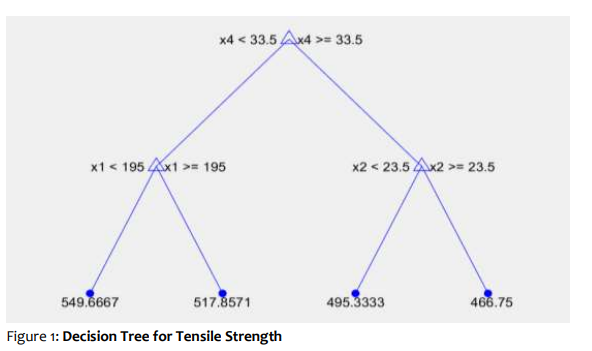 x4 < 33.5 x4 >= 33.5
x1 < 195 x1 >= 195 x2 < 23.5 x2 >= 23.5
549.6667 517.8571 495.3333 466.75
Figure 1: Decision Tree for Tensile Strength